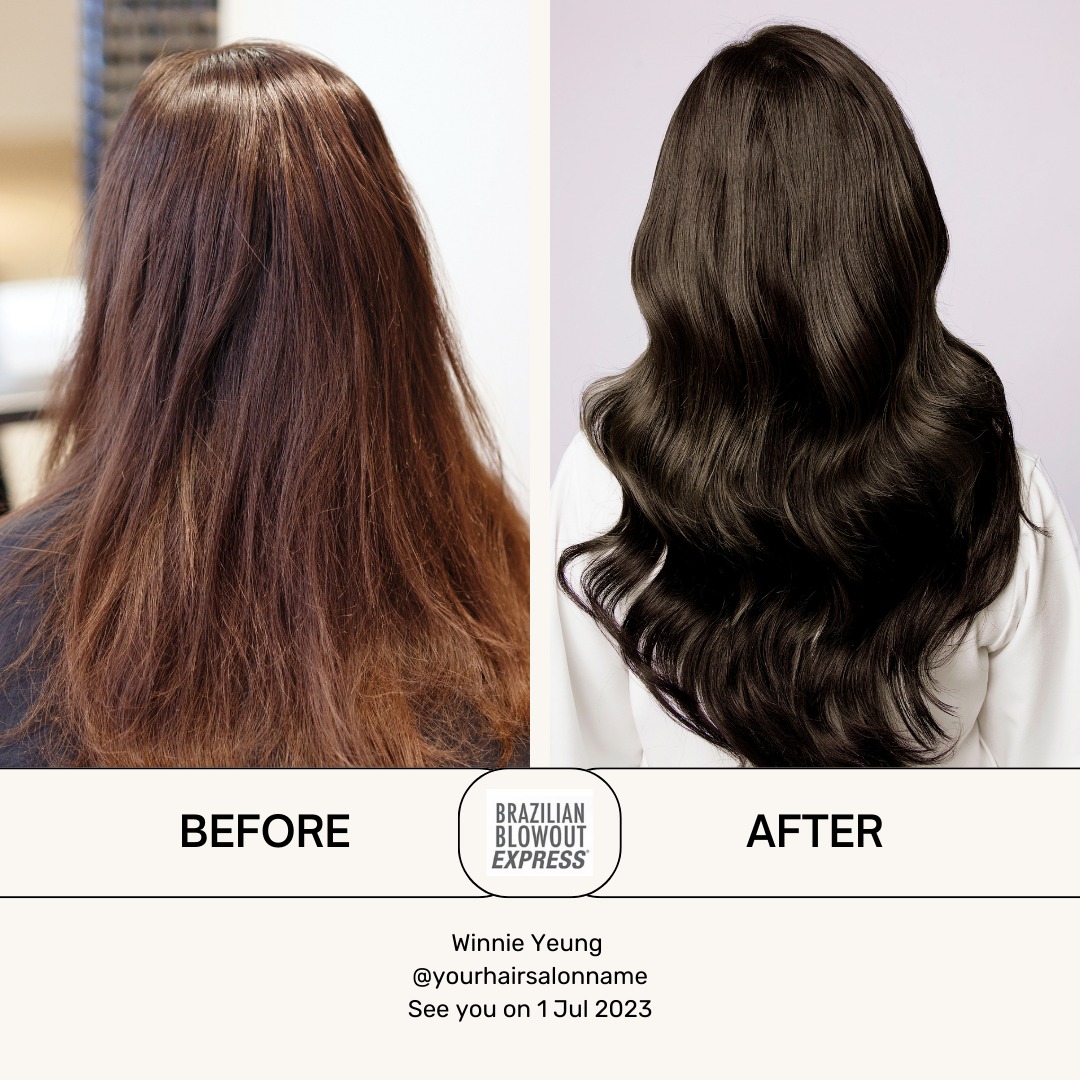 BEFORE
BRAZILIAN
BLOWOUT
EXPRESS®
AFTER
Winnie Yeung
@yourhairsalonname
See you on 1 Jul 2023